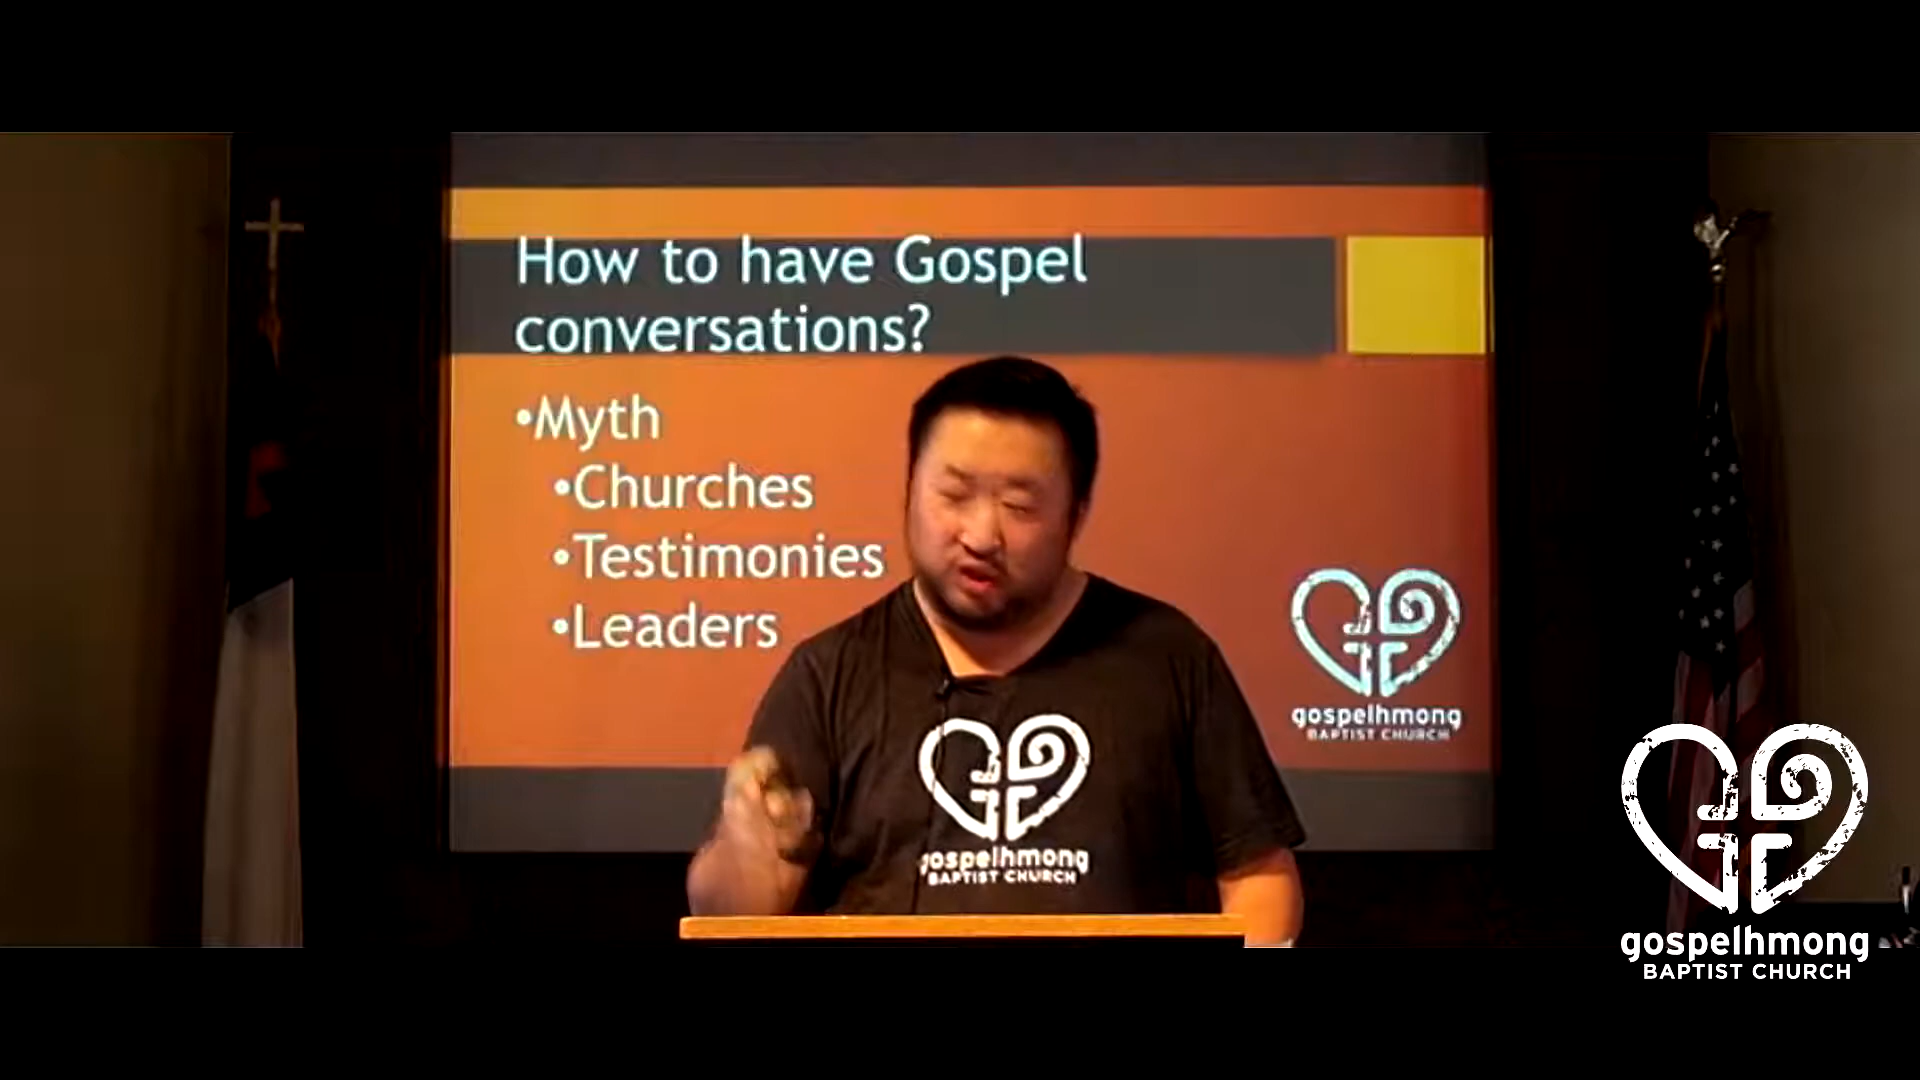 How to have Gospel
conversations?
•Myth
•Churches
•Testimonies
•Leaders
gospelhmong
BAPTIST CHURCH
gospelhmong
BAPTIST CHURCH
gospelhmong
BAPTIST CHURCH